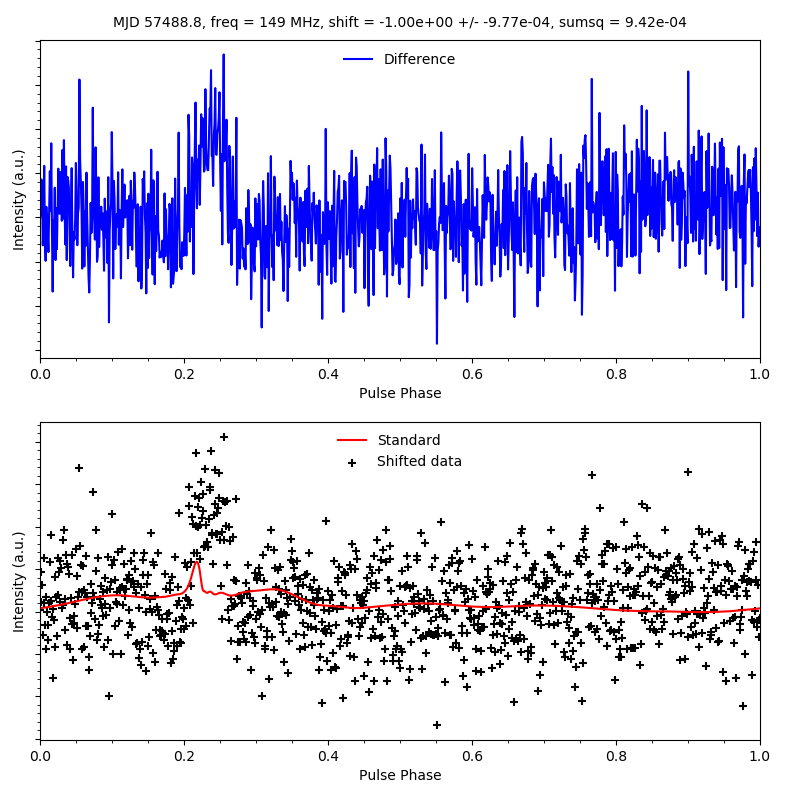 MJD 57488.8, freq = 149 MHz, shift = -1.00e+00 +/- -9.77e-04, sumsq = 9.42e-04
Difference
Intensity (a.u.)
0.0 0.2 0.4 0.6 0.8 1.0
Pulse Phase
Standard
Shifted data
Intensity (a.u.)
0.0 0.2 0.4 0.6 0.8 1.0
Pulse Phase